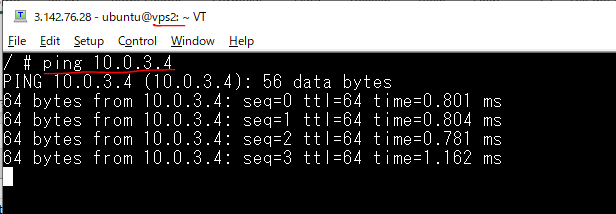 3.142.76.28 - ubuntu@vps2: ~ VT
File Edit Setup Control Window Help
/ # ping 10.0.3.4
PING 10.0.3.4 (10.0.3.4): 56 data bytes
64 bytes from 10.0.3.4: seq=0 ttl=64 time=0.801 ms
64 bytes from 10.0.3.4: seq=1 ttl=64 time=0.804 ms
64 bytes from 10.0.3.4: seq=2 ttl=64 time=0.781 ms
64 bytes from 10.0.3.4: seq=3 ttl=64 time=1.162 ms